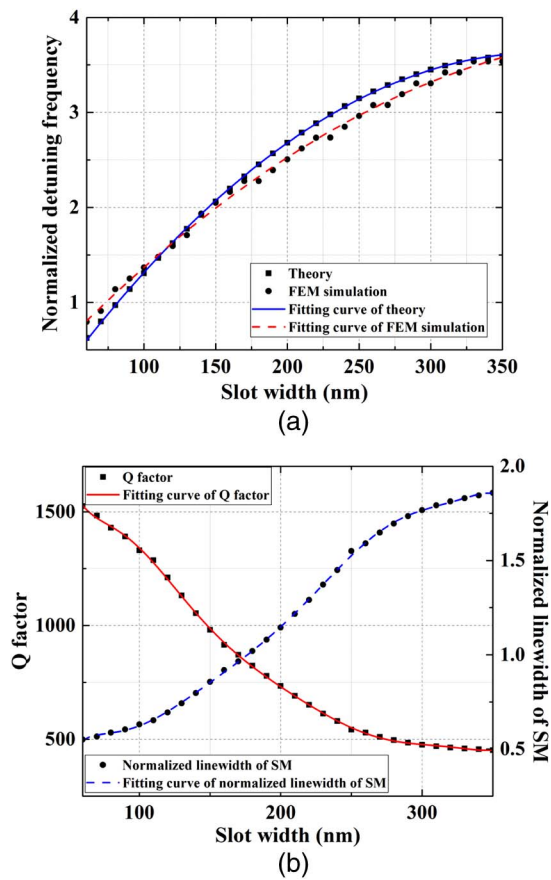 4
3
2
1
Normalized detuning frequency
Theory
FEM simulation
Fitting curve of theory
Fitting curve of FEM simulation
100 150 200 250 300 350
Slot width (nm)
(a)
1500
1000
500
Q factor
Q factor
Fitting curve of Q factor
2.0
1.5
1.0
0.5
Normalized linewidth of SM
Normalized linewidth of SM
Fitting curve of normalized linewidth of SM
100 200 300
Slot width (nm)
(b)